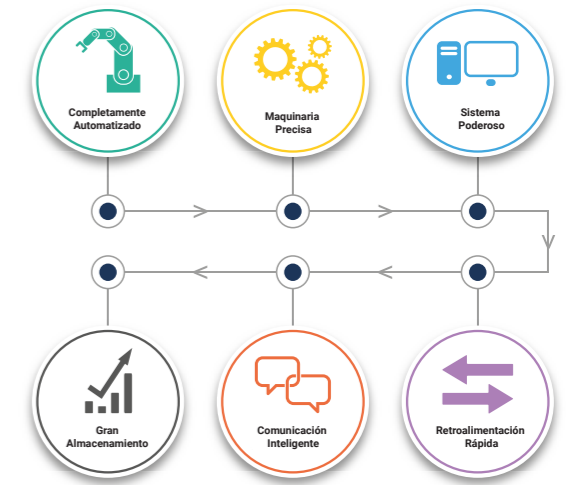 Completamente
Automatizado
Maquinaria
Precisa
Sistema
Poderoso
Gran
Almacenamiento
Comunicación
Inteligente
Retroalimentación
Rápida